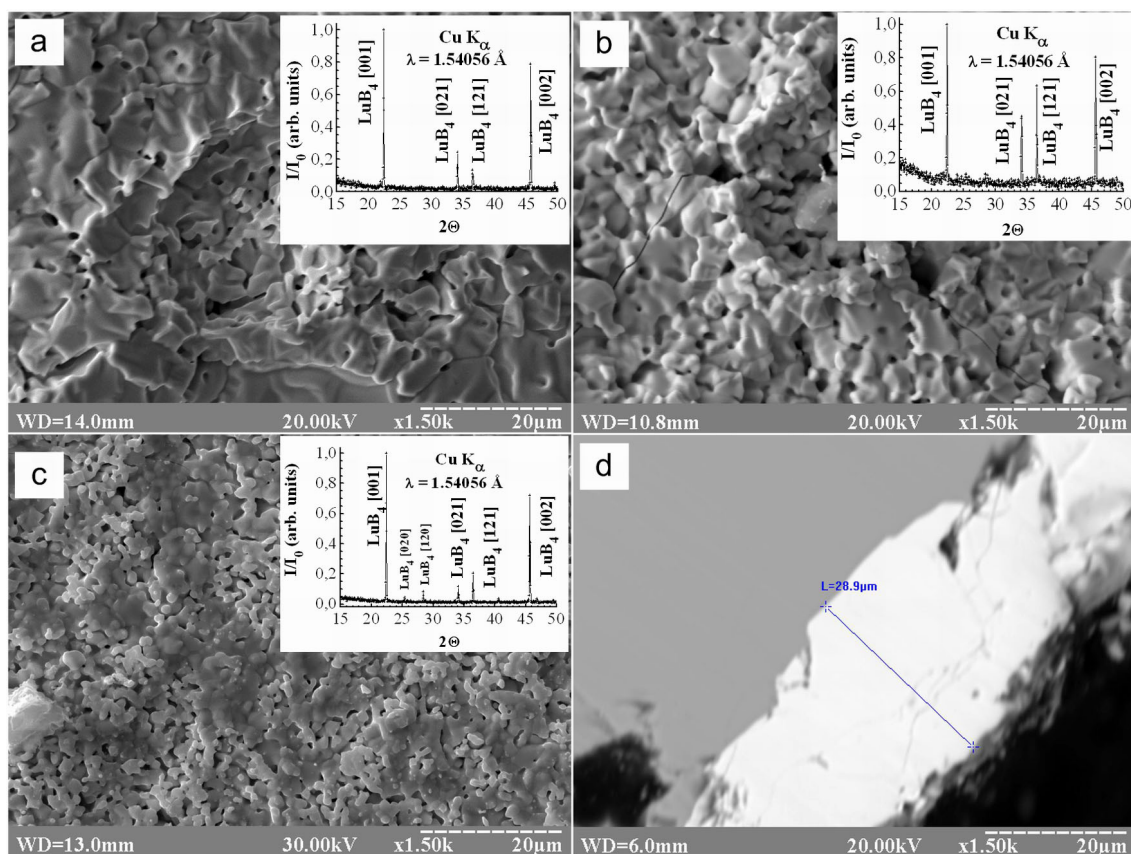 a
Cu Kα
λ = 1.54056 Å
I/I0 (arb. units)
1,0
0,8
0,6
0,4
0,2
0,0
LuB4 [001]
LuB4 [021]
LuB4 [121]
LuB4 [002]
15 20 25 30 35 40 45 50
2Θ
WD=14.0mm 20.00kV x1.50k 20µm
b
Cu Kα
λ = 1.54056 Å
I/I0 (arb. units)
1,0
0,8
0,6
0,4
0,2
0,0
LuB4 [001]
LuB4 [021]
LuB4 [121]
LuB4 [002]
15 20 25 30 35 40 45 50
2Θ
WD=10.8mm 20.00kV x1.50k 20µm
c
Cu Kα
λ = 1.54056 Å
I/I0 (arb. units)
1,0
0,8
0,6
0,4
0,2
0,0
LuB4 [001]
LuB4 [020]
LuB4 [120]
LuB4 [021]
LuB4 [121]
LuB4 [002]
15 20 25 30 35 40 45 50
2Θ
WD=13.0mm 30.00kV x1.50k 20µm
d
L=28.9µm
WD=6.0mm 20.00kV x1.50k 20µm